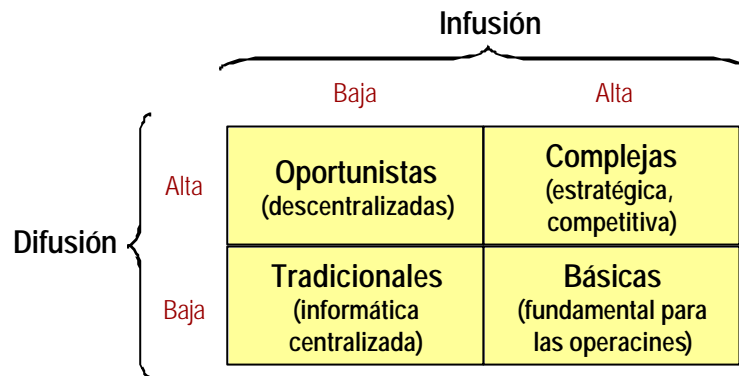 Infusión
Baja
Alta
Difusión
Alta
Oportunistas
(descentralizadas)
Complejas
(estratégica,
competitiva)
Baja
Tradicionales
(informática
centralizada)
Básicas
(fundamental para
las operacines)